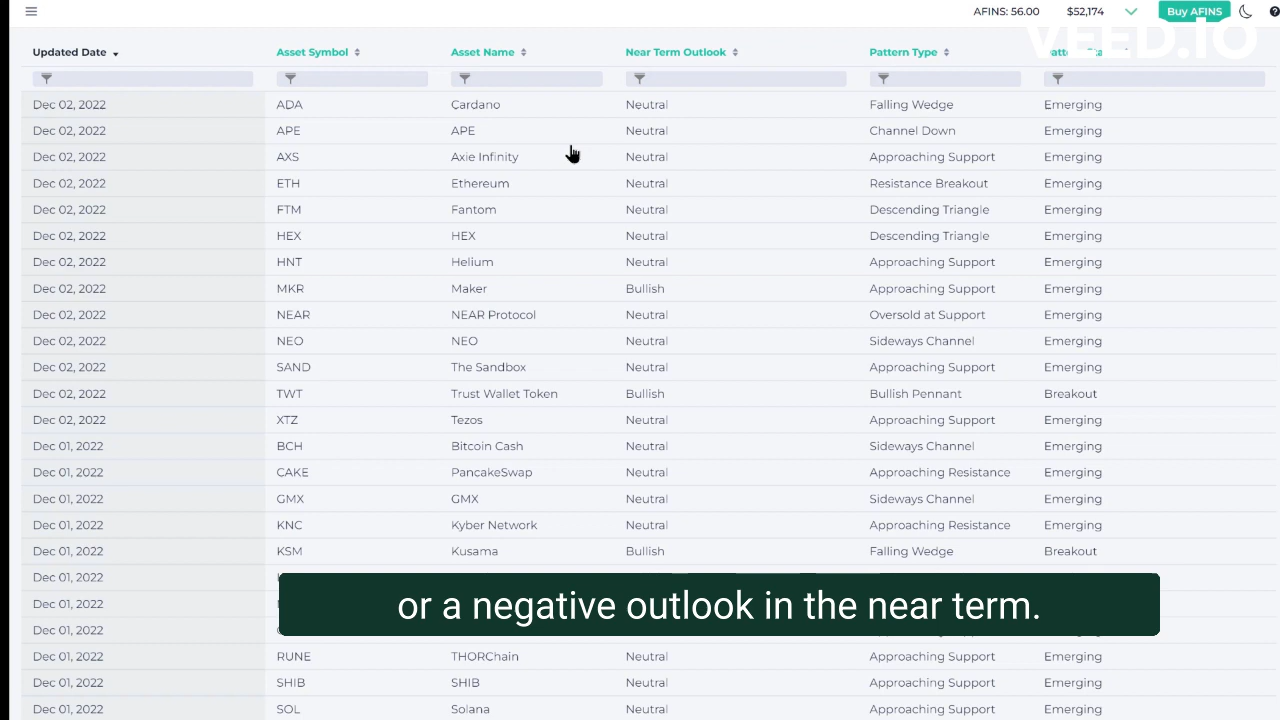 AFINS: 56.00 $52,174 Buy AFINS
VEED.IO
Updated Date Asset Symbol Asset Name Near Term Outlook Pattern Type
Dec 02, 2022 ADA Cardano Neutral Falling Wedge Emerging
Dec 02, 2022 APE APE Neutral Channel Down Emerging
Dec 02, 2022 AXS Axie Infinity Neutral Approaching Support Emerging
Dec 02, 2022 ETH Ethereum Neutral Resistance Breakout Emerging
Dec 02, 2022 FTM Fantom Neutral Descending Triangle Emerging
Dec 02, 2022 HEX HEX Neutral Descending Triangle Emerging
Dec 02, 2022 HNT Helium Neutral Approaching Support Emerging
Dec 02, 2022 MKR Maker Bullish Approaching Support Emerging
Dec 02, 2022 NEAR NEAR Protocol Neutral Oversold at Support Emerging
Dec 02, 2022 NEO NEO Neutral Sideways Channel Emerging
Dec 02, 2022 SAND The Sandbox Neutral Approaching Support Emerging
Dec 02, 2022 TWT Trust Wallet Token Bullish Bullish Pennant Breakout
Dec 02, 2022 XTZ Tezos Neutral Approaching Support Emerging
Dec 01, 2022 BCH Bitcoin Cash Neutral Sideways Channel Emerging
Dec 01, 2022 CAKE PancakeSwap Neutral Approaching Resistance Emerging
Dec 01, 2022 GMX GMX Neutral Sideways Channel Emerging
Dec 01, 2022 KNC Kyber Network Neutral Approaching Resistance Emerging
Dec 01, 2022 KSM Kusama Bullish Falling Wedge Breakout
Dec 01, 2022
Dec 01, 2022
or a negative outlook in the near term.
Dec 01, 2022
Dec 01, 2022 RUNE THORChain Neutral Approaching Support Emerging
Dec 01, 2022 SHIB SHIB Neutral Approaching Support Emerging
Dec 01, 2022 SOL Solana Neutral Approaching Support Emerging